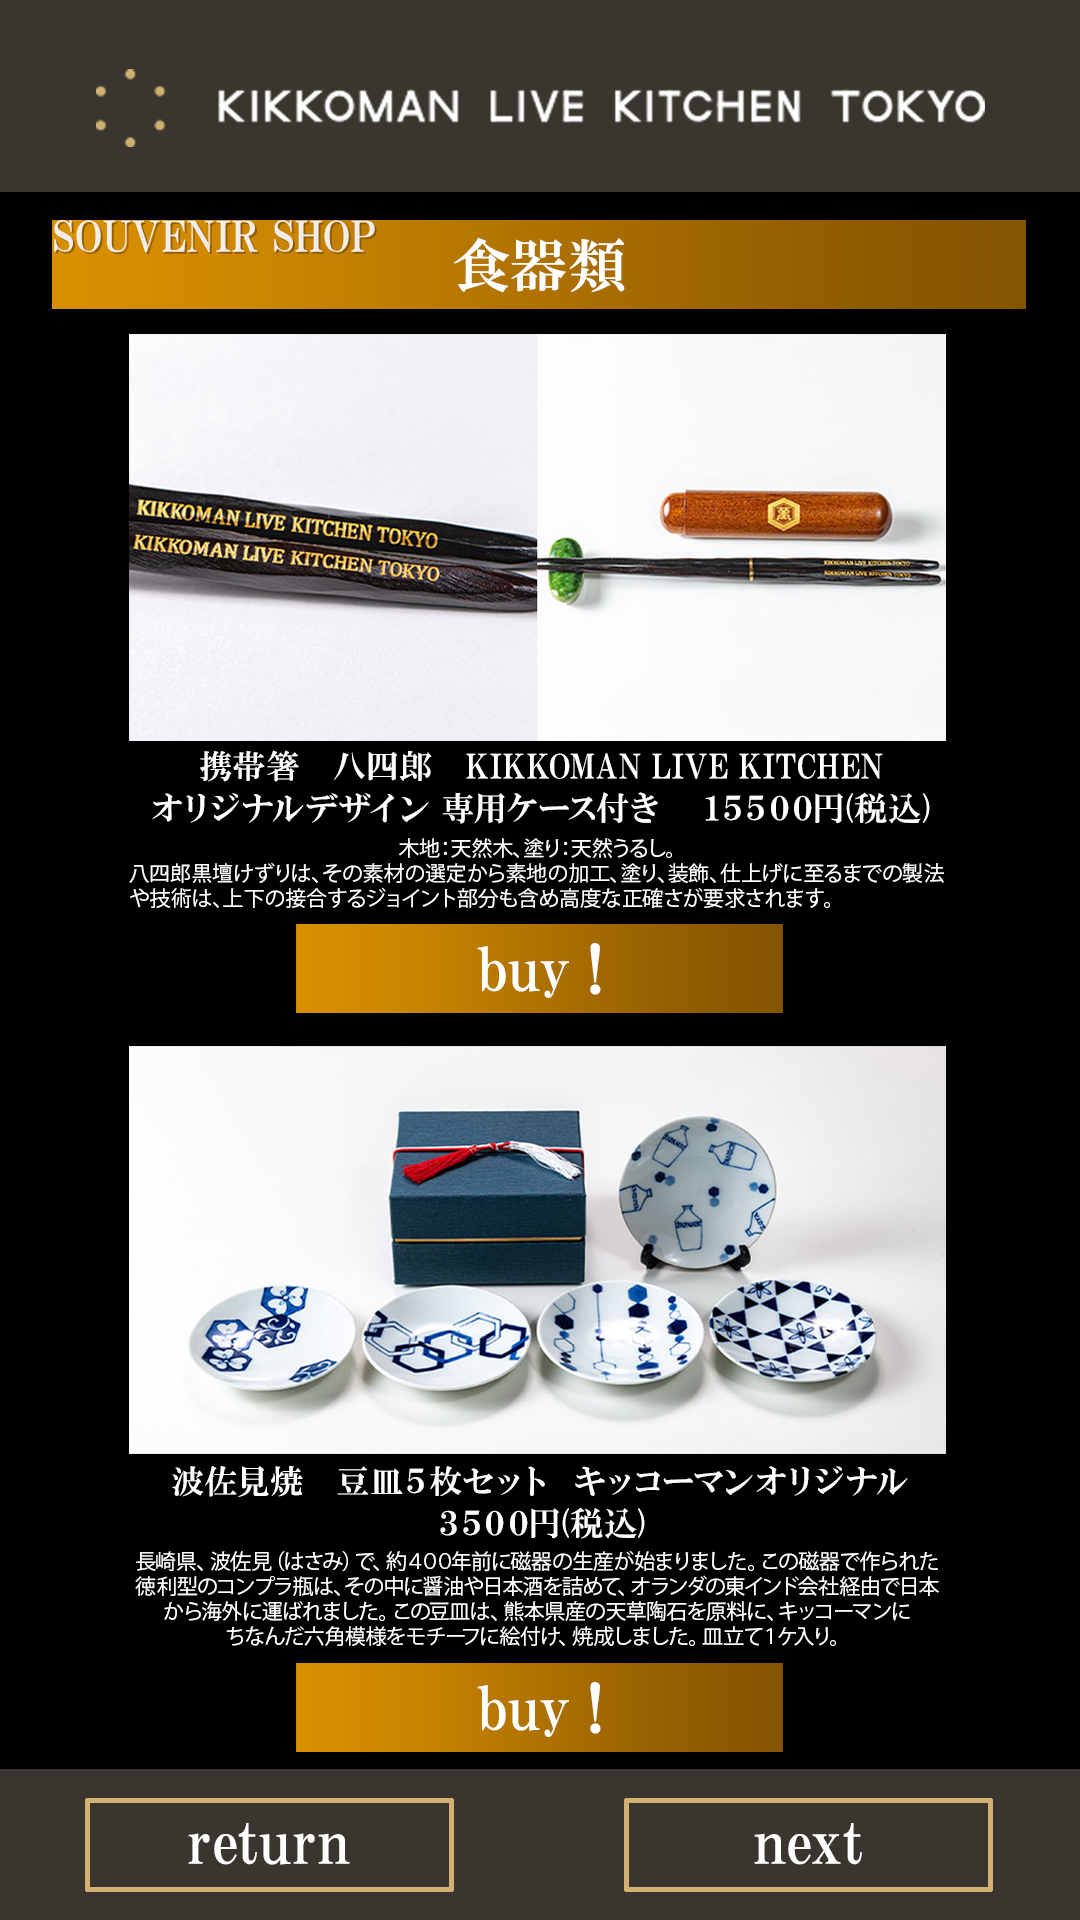 KIKKOMAN LIVE KITCHEN TOKYO
SOUVENIR SHOP
食器類
KIKKOMAN LIVE KITCHEN TOKYO
KIKKOMAN LIVE KITCHEN TOKYO
萬
KIKKOMAN LIVE KITCHEN TOKYO
KIKKOMAN LIVE KITCHEN TOKYO
携帯箸　八四郎　KIKKOMAN LIVE KITCHEN
オリジナルデザイン 専用ケース付き　15500円(税込)
木地：天然木、塗り：天然うるし。
八四郎黒壇けずりは、その素材の選定から素地の加工、塗り、装飾、仕上げに至るまでの製法
や技術は、上下の接合するジョイント部分も含め高度な正確さが要求されます。
buy！
波佐見焼　豆皿５枚セット　キッコーマンオリジナル
3500円(税込)
長崎県、波佐見（はさみ）で、約400年前に磁器の生産が始まりました。この磁器で作られた
徳利型のコンプラ瓶は、その中に醤油や日本酒を詰めて、オランダの東インド会社経由で日本
から海外に運ばれました。この豆皿は、熊本県産の天草陶石を原料に、キッコーマンに
ちなんだ六角模様をモチーフに絵付け、焼成しました。皿立て1ケ入り。
buy！
return
next